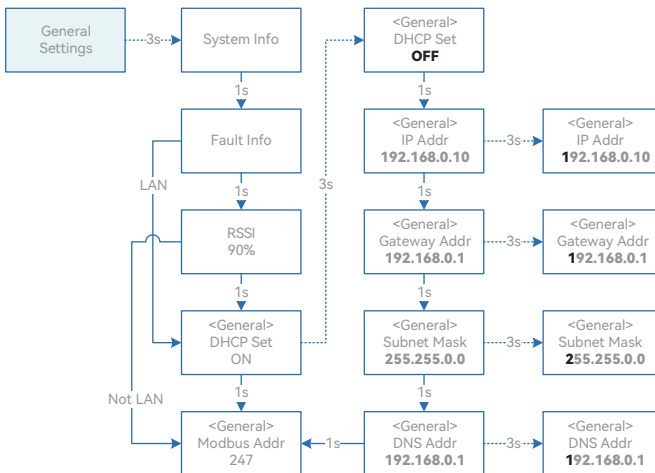 General
Settings
3s
System Info
1s
Fault Info
LAN
1s
RSSI
90%
1s
<General>
DHCP Set
ON
3s
1s
Not LAN
<General>
Modbus Addr
247
<General>
DHCP Set
OFF
1s
<General>
IP Addr
192.168.0.10
3s
<General>
IP Addr
192.168.0.10
1s
<General>
Gateway Addr
192.168.0.1
3s
<General>
Gateway Addr
192.168.0.1
1s
<General>
Subnet Mask
255.255.0.0
3s
<General>
Subnet Mask
255.255.0.0
1s
<General>
DNS Addr
192.168.0.1
1s
3s
<General>
DNS Addr
192.168.0.1